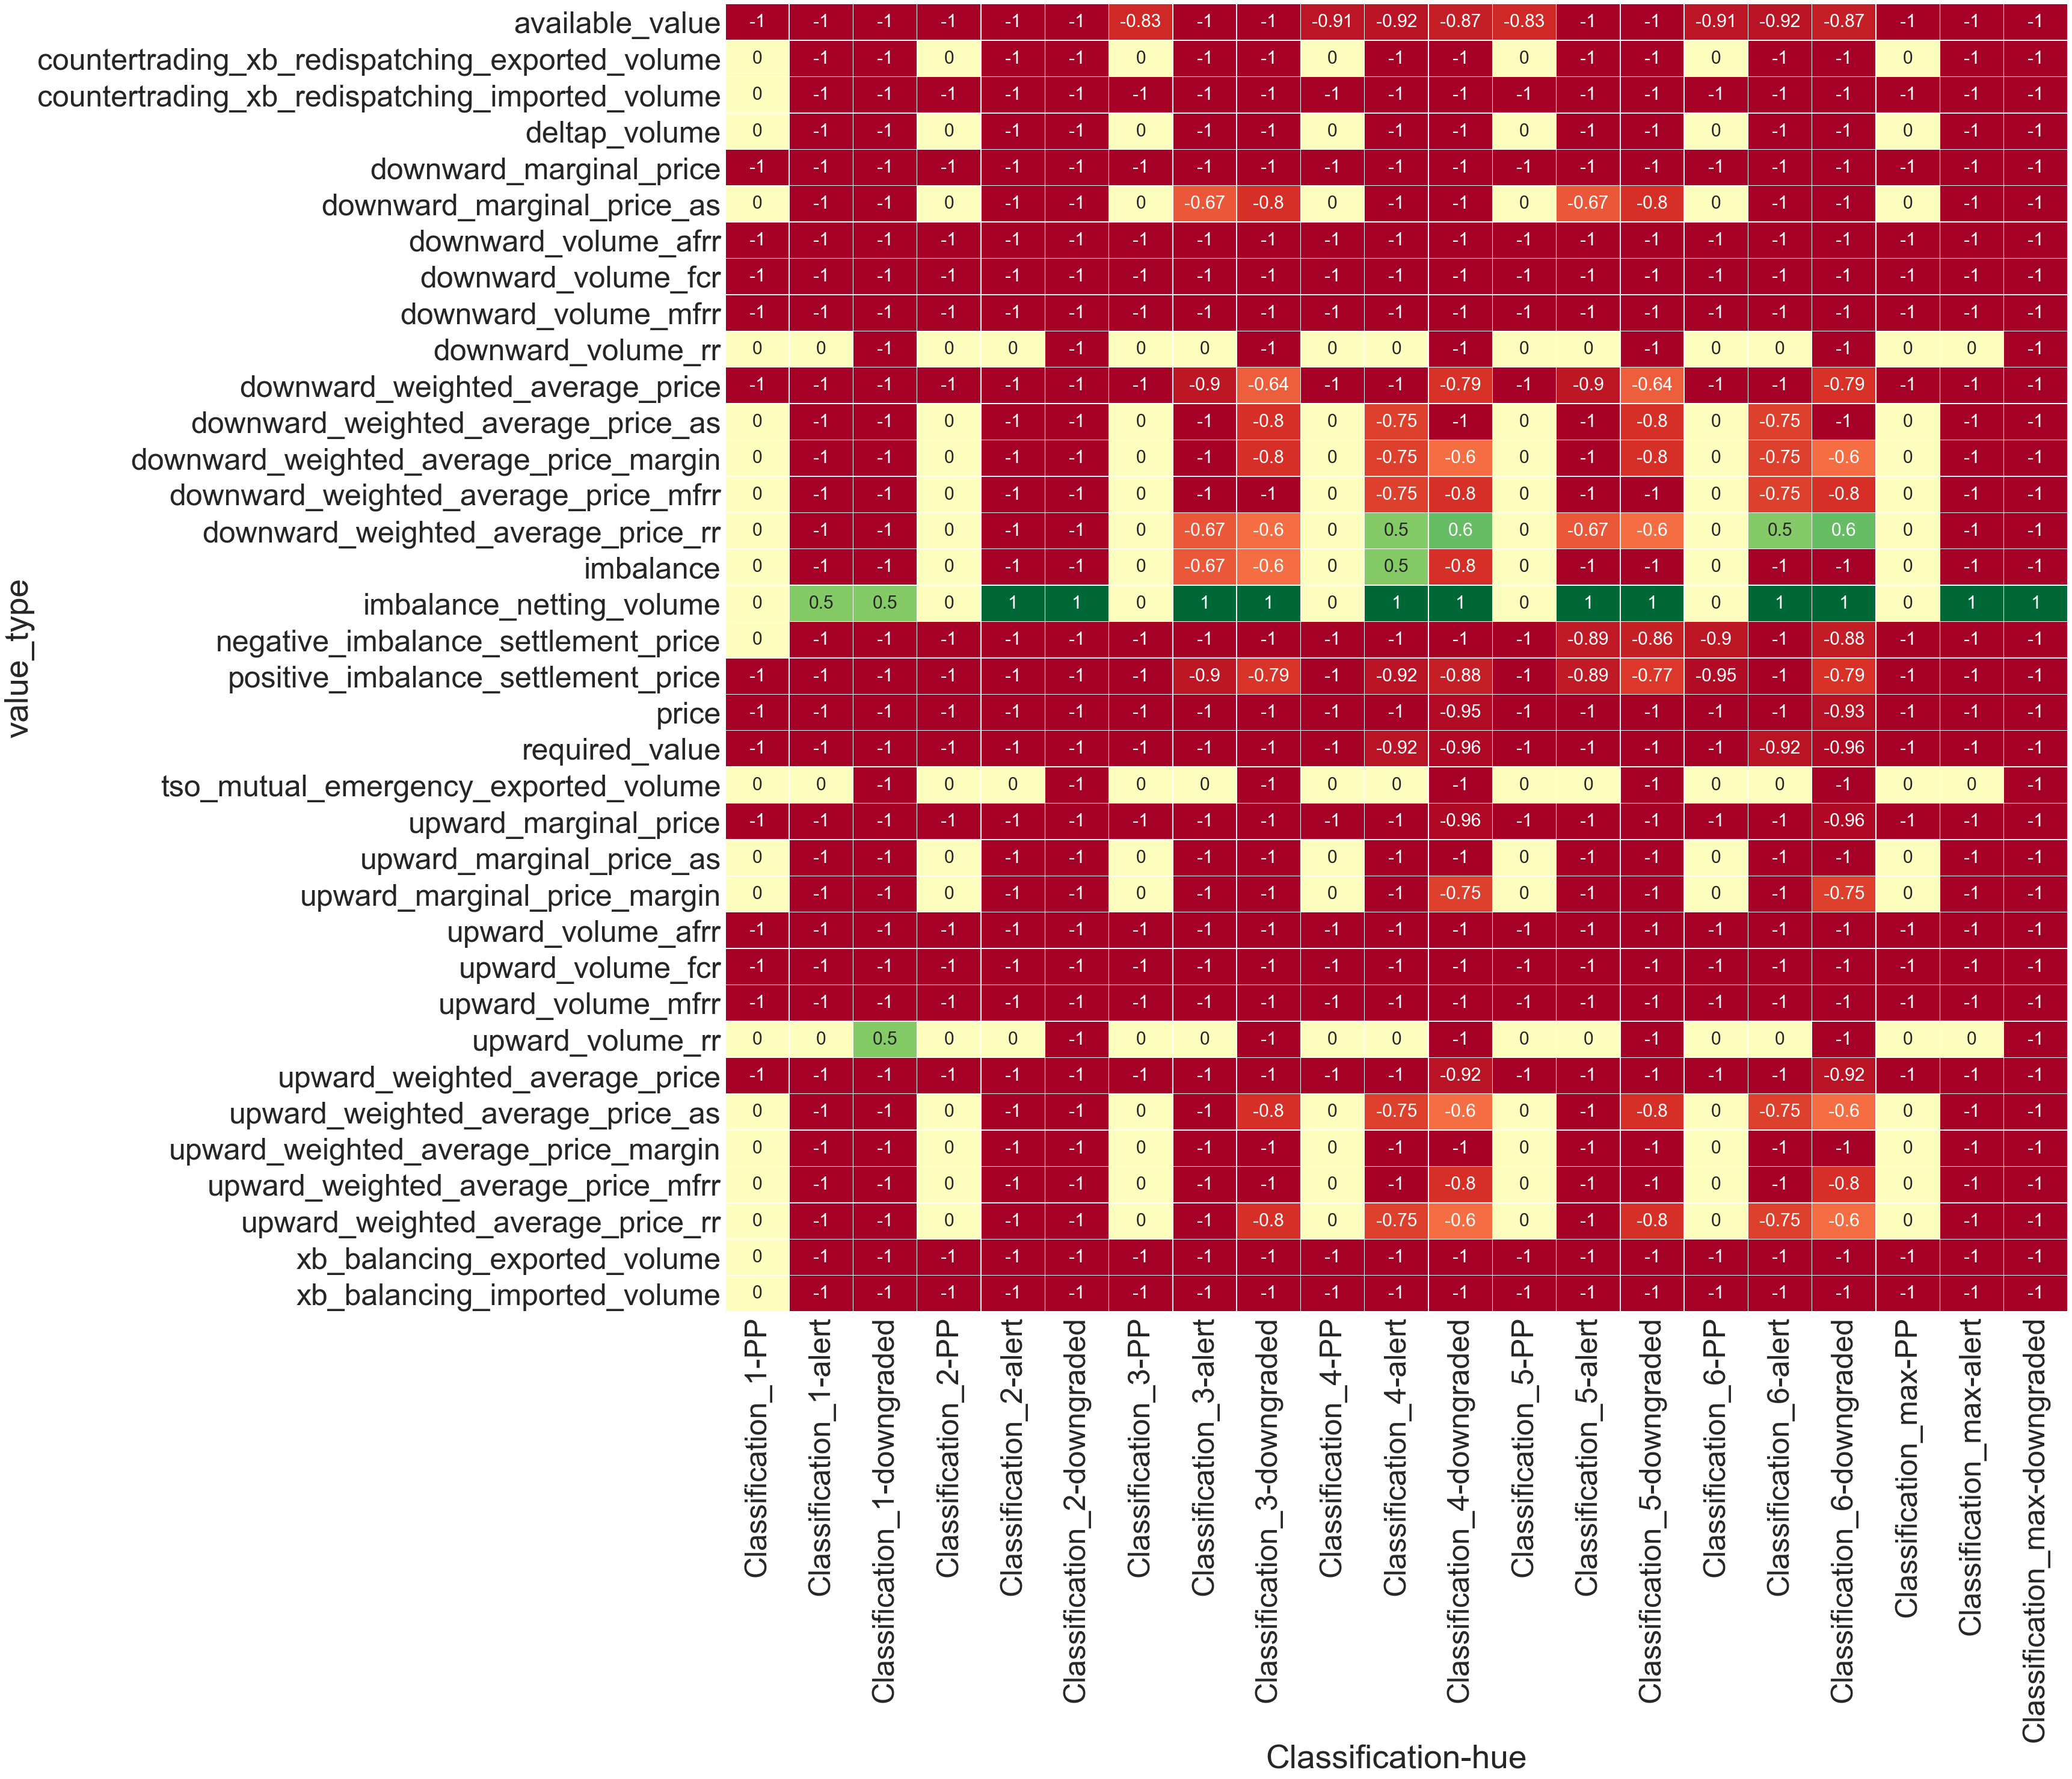 available_value -1 -1 -1 -1 -1 -1 -0.83 -1 -1 -0.91 -0.92 -0.87 -0.83 -1 -1 -0.91 -0.92 -0.87 -1 -1 -1
countertrading_xb_redispatching_exported_volume 0 -1 -1 0 -1 -1 0 -1 -1 0 -1 -1 0 -1 -1 0 -1 -1 0 -1 -1
countertrading_xb_redispatching_imported_volume 0 -1 -1 -1 -1 -1 -1 -1 -1 -1 -1 -1 -1 -1 -1 -1 -1 -1 -1 -1 -1
deltap_volume 0 -1 -1 0 -1 -1 0 -1 -1 0 -1 -1 0 -1 -1 0 -1 -1 0 -1 -1
downward_marginal_price -1 -1 -1 -1 -1 -1 -1 -1 -1 -1 -1 -1 -1 -1 -1 -1 -1 -1 -1 -1 -1
downward_marginal_price_as 0 -1 -1 0 -1 -1 0 -0.67 -0.8 0 -1 -1 0 -0.67 -0.8 0 -1 -1 0 -1 -1
downward_volume_afrr -1 -1 -1 -1 -1 -1 -1 -1 -1 -1 -1 -1 -1 -1 -1 -1 -1 -1 -1 -1 -1
downward_volume_fcr -1 -1 -1 -1 -1 -1 -1 -1 -1 -1 -1 -1 -1 -1 -1 -1 -1 -1 -1 -1 -1
downward_volume_mfrr -1 -1 -1 -1 -1 -1 -1 -1 -1 -1 -1 -1 -1 -1 -1 -1 -1 -1 -1 -1 -1
downward_volume_rr 0 0 -1 0 0 -1 0 0 -1 0 0 -1 0 0 -1 0 0 -1 0 0 -1
downward_weighted_average_price -1 -1 -1 -1 -1 -1 -1 -0.9 -0.64 -1 -1 -0.79 -1 -0.9 -0.64 -1 -1 -0.79 -1 -1 -1
downward_weighted_average_price_as 0 -1 -1 0 -1 -1 0 -1 -0.8 0 -0.75 -1 0 -1 -0.8 0 -0.75 -1 0 -1 -1
downward_weighted_average_price_margin 0 -1 -1 0 -1 -1 0 -1 -0.8 0 -0.75 -0.6 0 -1 -0.8 0 -0.75 -0.6 0 -1 -1
downward_weighted_average_price_mfrr 0 -1 -1 0 -1 -1 0 -1 -1 0 -0.75 -0.8 0 -1 -1 0 -0.75 -0.8 0 -1 -1
downward_weighted_average_price_rr 0 -1 -1 0 -1 -1 0 -0.67 -0.6 0 0.5 0.6 0 -0.67 -0.6 0 0.5 0.6 0 -1 -1
imbalance 0 -1 -1 0 -1 -1 0 -0.67 -0.6 0 0.5 -0.8 0 -1 -1 0 -1 -1 0 -1 -1
imbalance_netting_volume 0 0.5 0.5 0 1 1 0 1 1 0 1 1 0 1 1 0 1 1 0 1 1
negative_imbalance_settlement_price 0 -1 -1 -1 -1 -1 -1 -1 -1 -1 -1 -1 -1 -0.89 -0.86 -0.9 -1 -0.88 -1 -1 -1
positive_imbalance_settlement_price -1 -1 -1 -1 -1 -1 -1 -0.9 -0.79 -1 -0.92 -0.88 -1 -0.89 -0.77 -0.95 -1 -0.79 -1 -1 -1
price -1 -1 -1 -1 -1 -1 -1 -1 -1 -1 -1 -0.95 -1 -1 -1 -1 -1 -0.93 -1 -1 -1
required_value -1 -1 -1 -1 -1 -1 -1 -1 -1 -1 -0.92 -0.96 -1 -1 -1 -1 -0.92 -0.96 -1 -1 -1
tso_mutual_emergency_exported_volume 0 0 -1 0 0 -1 0 0 -1 0 0 -1 0 0 -1 0 0 -1 0 0 -1
upward_marginal_price -1 -1 -1 -1 -1 -1 -1 -1 -1 -1 -1 -0.96 -1 -1 -1 -1 -1 -0.96 -1 -1 -1
upward_marginal_price_as 0 -1 -1 0 -1 -1 0 -1 -1 0 -1 -1 0 -1 -1 0 -1 -1 0 -1 -1
upward_marginal_price_margin 0 -1 -1 0 -1 -1 0 -1 -1 0 -1 -0.75 0 -1 -1 0 -1 -0.75 0 -1 -1
upward_volume_afrr -1 -1 -1 -1 -1 -1 -1 -1 -1 -1 -1 -1 -1 -1 -1 -1 -1 -1 -1 -1 -1
upward_volume_fcr -1 -1 -1 -1 -1 -1 -1 -1 -1 -1 -1 -1 -1 -1 -1 -1 -1 -1 -1 -1 -1
upward_volume_mfrr -1 -1 -1 -1 -1 -1 -1 -1 -1 -1 -1 -1 -1 -1 -1 -1 -1 -1 -1 -1 -1
upward_volume_rr 0 0 0.5 0 0 -1 0 0 -1 0 0 -1 0 0 -1 0 0 -1 0 0 -1
upward_weighted_average_price -1 -1 -1 -1 -1 -1 -1 -1 -1 -1 -1 -0.92 -1 -1 -1 -1 -1 -0.92 -1 -1 -1
upward_weighted_average_price_as 0 -1 -1 0 -1 -1 0 -1 -0.8 0 -0.75 -0.6 0 -1 -0.8 0 -0.75 -0.6 0 -1 -1
upward_weighted_average_price_margin 0 -1 -1 0 -1 -1 0 -1 -1 0 -1 -1 0 -1 -1 0 -1 -1 0 -1 -1
upward_weighted_average_price_mfrr 0 -1 -1 0 -1 -1 0 -1 -1 0 -1 -0.8 0 -1 -1 0 -1 -0.8 0 -1 -1
upward_weighted_average_price_rr 0 -1 -1 0 -1 -1 0 -1 -0.8 0 -0.75 -0.6 0 -1 -0.8 0 -0.75 -0.6 0 -1 -1
xb_balancing_exported_volume 0 -1 -1 -1 -1 -1 -1 -1 -1 -1 -1 -1 -1 -1 -1 -1 -1 -1 -1 -1 -1
xb_balancing_imported_volume 0 -1 -1 -1 -1 -1 -1 -1 -1 -1 -1 -1 -1 -1 -1 -1 -1 -1 -1 -1 -1
value_type
Classification_1-PP
Classification_1-alert
Classification_1-downgraded
Classification_2-PP
Classification_2-alert
Classification_2-downgraded
Classification_3-PP
Classification_3-alert
Classification_3-downgraded
Classification_4-PP
Classification_4-alert
Classification_4-downgraded
Classification_5-PP
Classification_5-alert
Classification_5-downgraded
Classification_6-PP
Classification_6-alert
Classification_6-downgraded
Classification_max-PP
Classification_max-alert
Classification_max-downgraded
Classification-hue